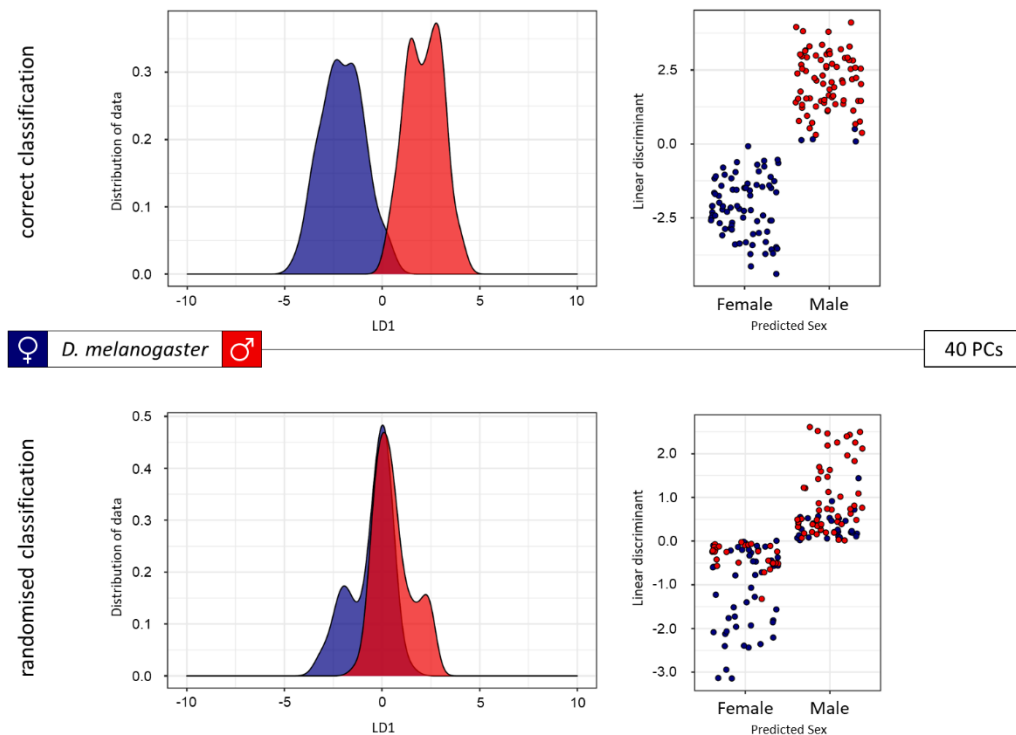 correct classification
Distribution of data
0.3
0.2
0.1
0.0
-10
-5
0
5
10
LD1
Linear discriminant
2.5
0.0
-2.5
Female
Male
Predicted Sex
♀ D. melanogaster ♂
40 PCs
randomised classification
Distribution of data
0.5
0.4
0.3
0.2
0.1
0.0
-10
-5
0
5
10
LD1
Linear discriminant
2.0
1.0
0.0
-1.0
-2.0
-3.0
Female
Male
Predicted Sex